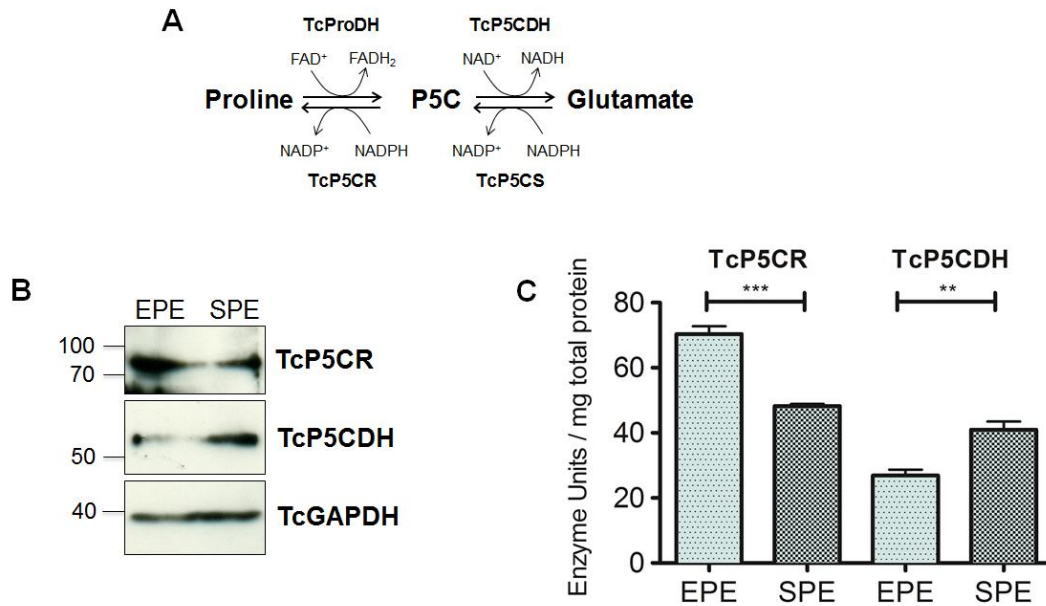 A
TcProDH TcP5CDH
FAD⁺ FADH₂ NAD⁺ NADH
Proline P5C Glutamate
NADP⁺ NADPH NADP⁺ NADPH
TcP5CR TcP5CS
B
EPE SPE
100
70
TcP5CR
TcP5CDH
50
40
TcGAPDH
C
TcP5CR TcP5CDH
*** **
Enzyme Units / mg total protein
80
60
40
20
0
EPE SPE EPE SPE